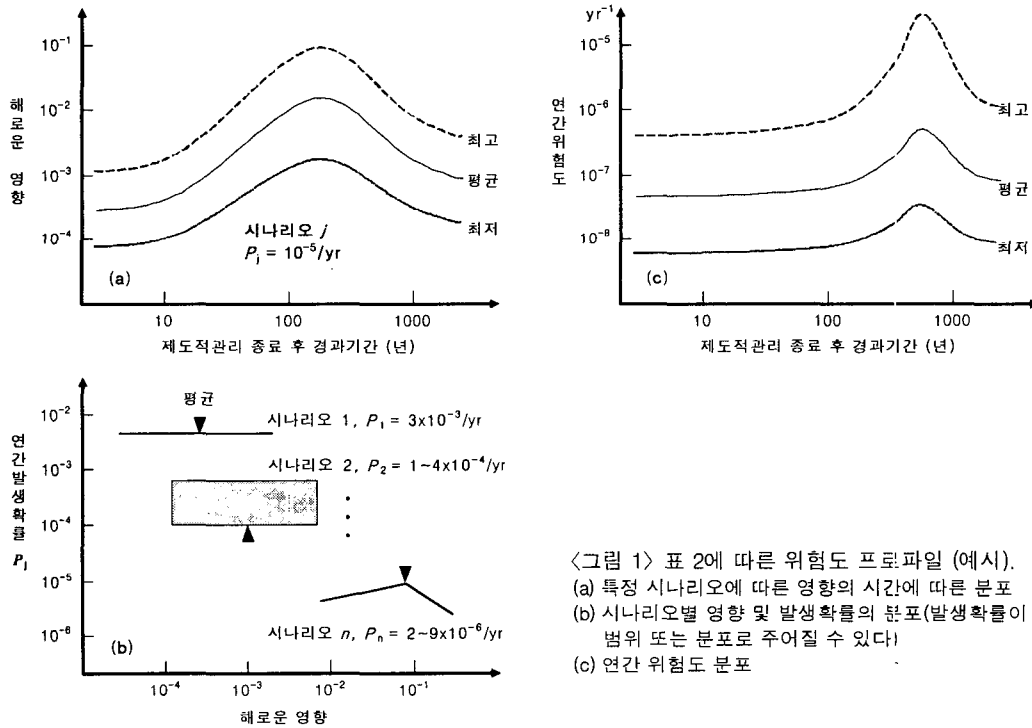 10⁻¹
10⁻²
10⁻³
10⁻⁴
해로운 영향
최고
평균
최저
시나리오 j
Pⱼ = 10⁻⁵/yr
(a)
10
100
1000
제도적관리 종료 후 경과기간 (년)
yr⁻¹
10⁻⁵
10⁻⁶
10⁻⁷
10⁻⁸
연간위험도
최고
평균
최저
(c)
10
100
1000
제도적관리 종료 후 경과기간 (년)
10⁻²
10⁻³
10⁻⁴
10⁻⁵
10⁻⁶
연간발생확률 Pⱼ
평균
시나리오 1, P₁ = 3x10⁻³/yr
시나리오 2, P₂ = 1~4x10⁻⁴/yr
시나리오 n, Pₙ = 2~9x10⁻⁶/yr
(b)
10⁻⁴
10⁻³
10⁻²
10⁻¹
해로운 영향
〈그림 1〉 표 2에 따른 위험도 프로파일 (예시).
(a) 특정 시나리오에 따른 영향의 시간에 따른 분포
(b) 시나리오별 영향 및 발생확률의 분포(발생확률이
범위 또는 분포로 주어질 수 있다)
(c) 연간 위험도 분포